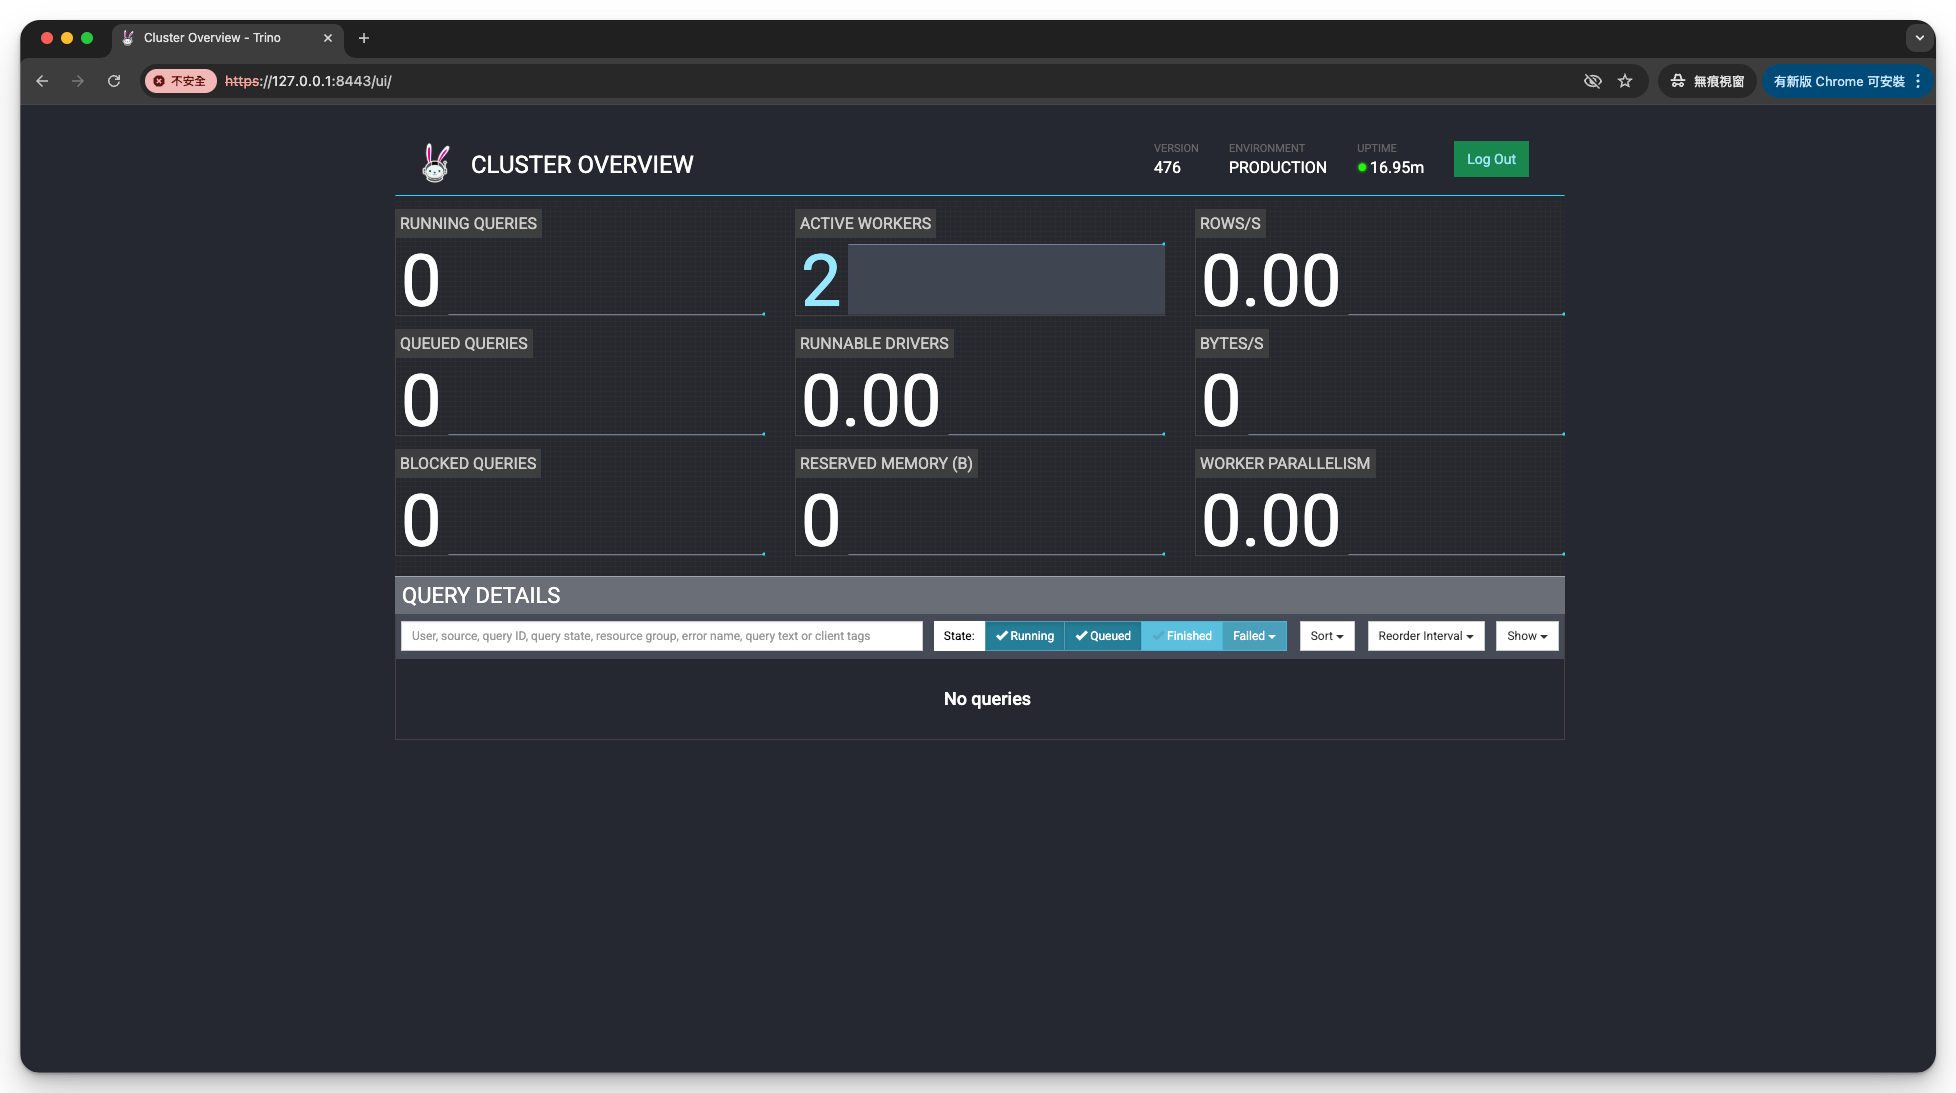 Cluster Overview - Trino
不安全 https://127.0.0.1:8443/ui/ 無痕視窗 有新版 Chrome 可安裝
CLUSTER OVERVIEW
VERSION
476
ENVIRONMENT
PRODUCTION
UPTIME
16.95m
Log Out
RUNNING QUERIES
0
ACTIVE WORKERS
2
ROWS/S
0.00
QUEUED QUERIES
0
RUNNABLE DRIVERS
0.00
BYTES/S
0
BLOCKED QUERIES
0
RESERVED MEMORY (B)
0
WORKER PARALLELISM
0.00
QUERY DETAILS
User, source, query ID, query state, resource group, error name, query text or client tags
State: Running Queued Finished Failed Sort Reorder Interval Show
No queries